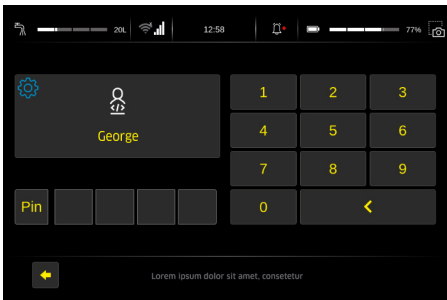 20L 12:58 77%
</>
George
Pin
1 2 3
4 5 6
7 8 9
0
Lorem ipsum dolor sit amet, consetetur